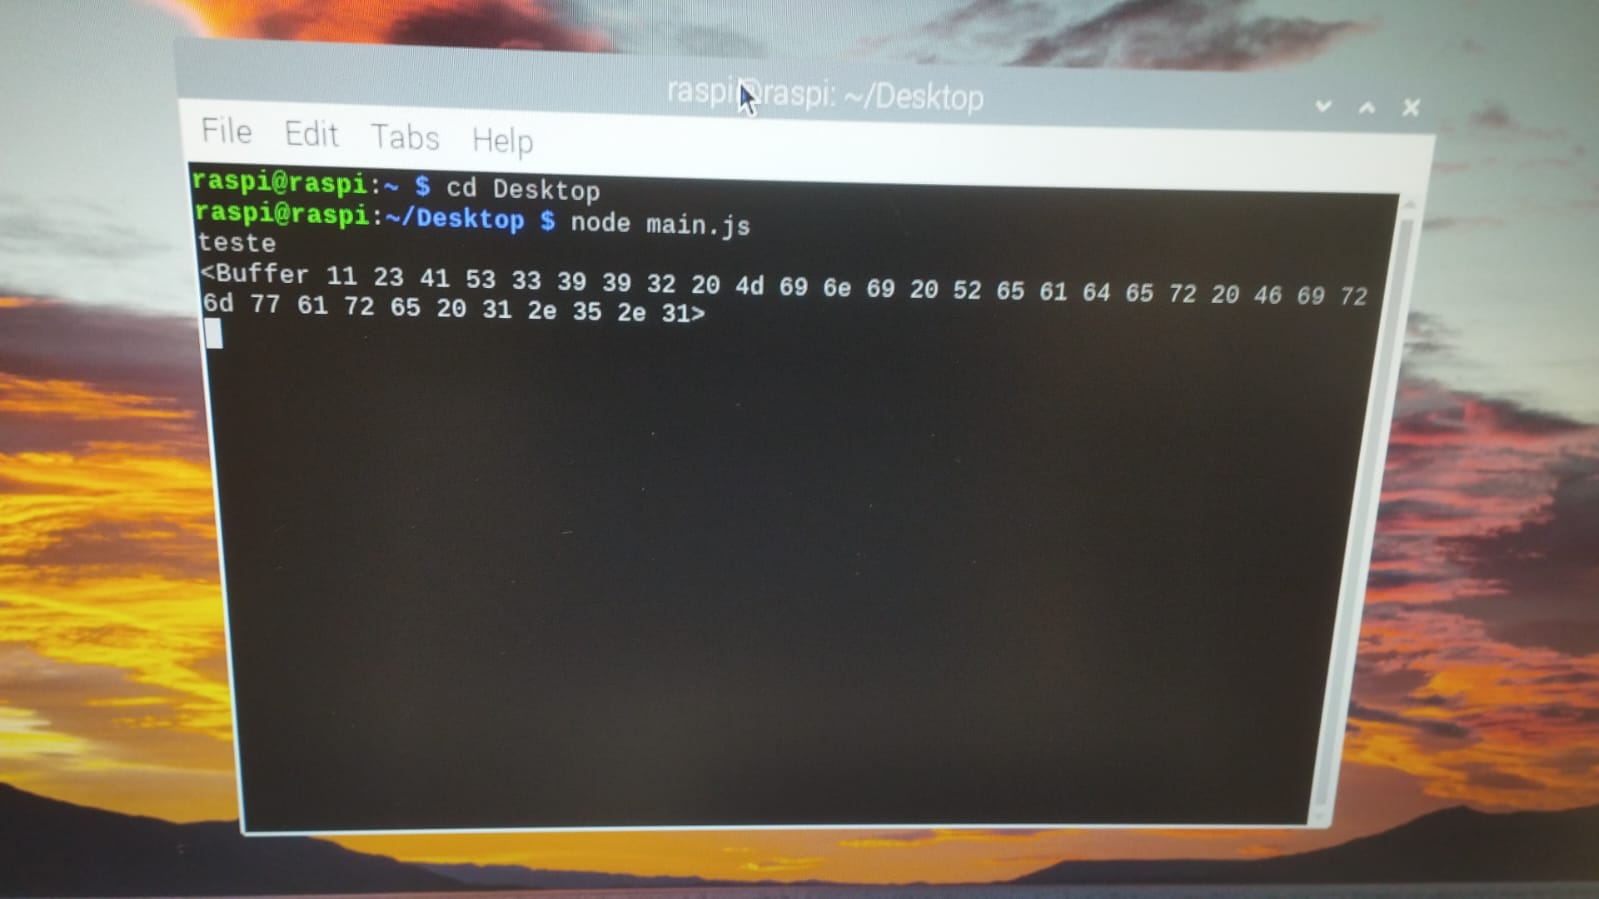 raspi@raspi: ~/Desktop
File Edit Tabs Help
raspi@raspi:~ $ cd Desktop
raspi@raspi:~/Desktop $ node main.js
teste
<Buffer 11 23 41 53 33 39 39 32 20 4d 69 6e 69 20 52 65 61 64 65 72 20 46 69 72
6d 77 61 72 65 20 31 2e 35 2e 31>